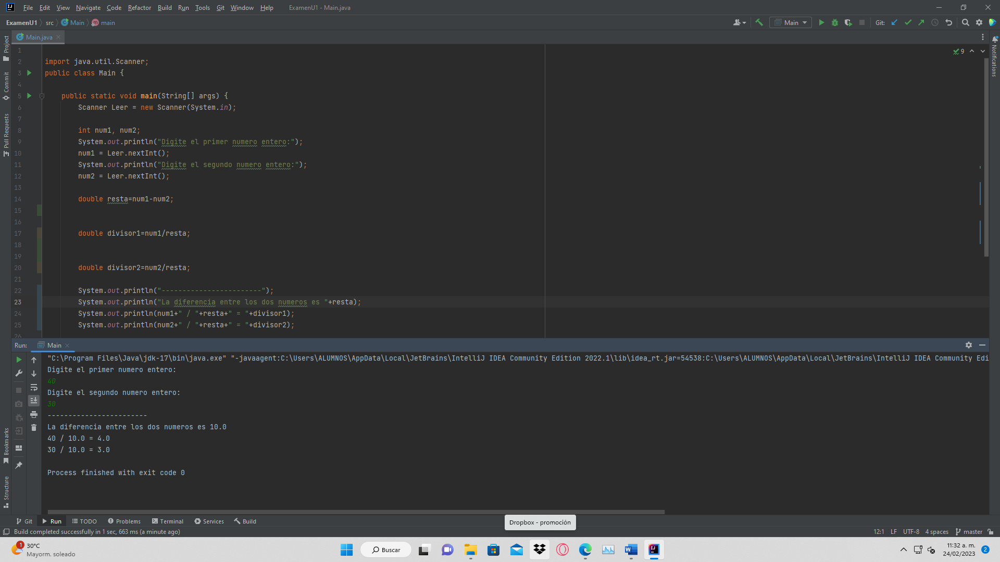 File Edit View Navigate Code Refactor Build Run Tools Git Window Help ExamenU1 - Main.java
ExamenU1 src Main main
Main Git:
Main.java
Project
Commit
Pull Requests
Bookmarks
Structure
Notifications
9
1
2 import java.util.Scanner;
3 public class Main {
4
5 public static void main(String[] args) {
6 Scanner Leer = new Scanner(System.in);
7
8 int num1, num2;
9 System.out.println("Digite el primer numero entero:");
10 num1 = Leer.nextInt();
11 System.out.println("Digite el segundo numero entero:");
12 num2 = Leer.nextInt();
13
14 double resta=num1-num2;
15
16
17 double divisor1=num1/resta;
18
19
20 double divisor2=num2/resta;
21
22 System.out.println("------------------------");
23 System.out.println("La diferencia entre los dos numeros es "+resta);
24 System.out.println(num1+" / "+resta+" = "+divisor1);
25 System.out.println(num2+" / "+resta+" = "+divisor2);
26
Run: Main
"C:\Program Files\Java\jdk-17\bin\java.exe" "-javaagent:C:\Users\ALUMNOS\AppData\Local\JetBrains\IntelliJ IDEA Community Edition 2022.1\lib\idea_rt.jar=54538:C:\Users\ALUMNOS\AppData\Local\JetBrains\IntelliJ IDEA Community Edi
Digite el primer numero entero:
40
Digite el segundo numero entero:
30
------------------------
La diferencia entre los dos numeros es 10.0
40 / 10.0 = 4.0
30 / 10.0 = 3.0
Process finished with exit code 0
Git Run TODO Problems Terminal Services Build
Dropbox - promoción
Build completed successfully in 1 sec, 663 ms (a minute ago) 12:1 LF UTF-8 4 spaces master
1
30°C
Mayorm. soleado
Buscar
11:32 a. m.
24/02/2023
2